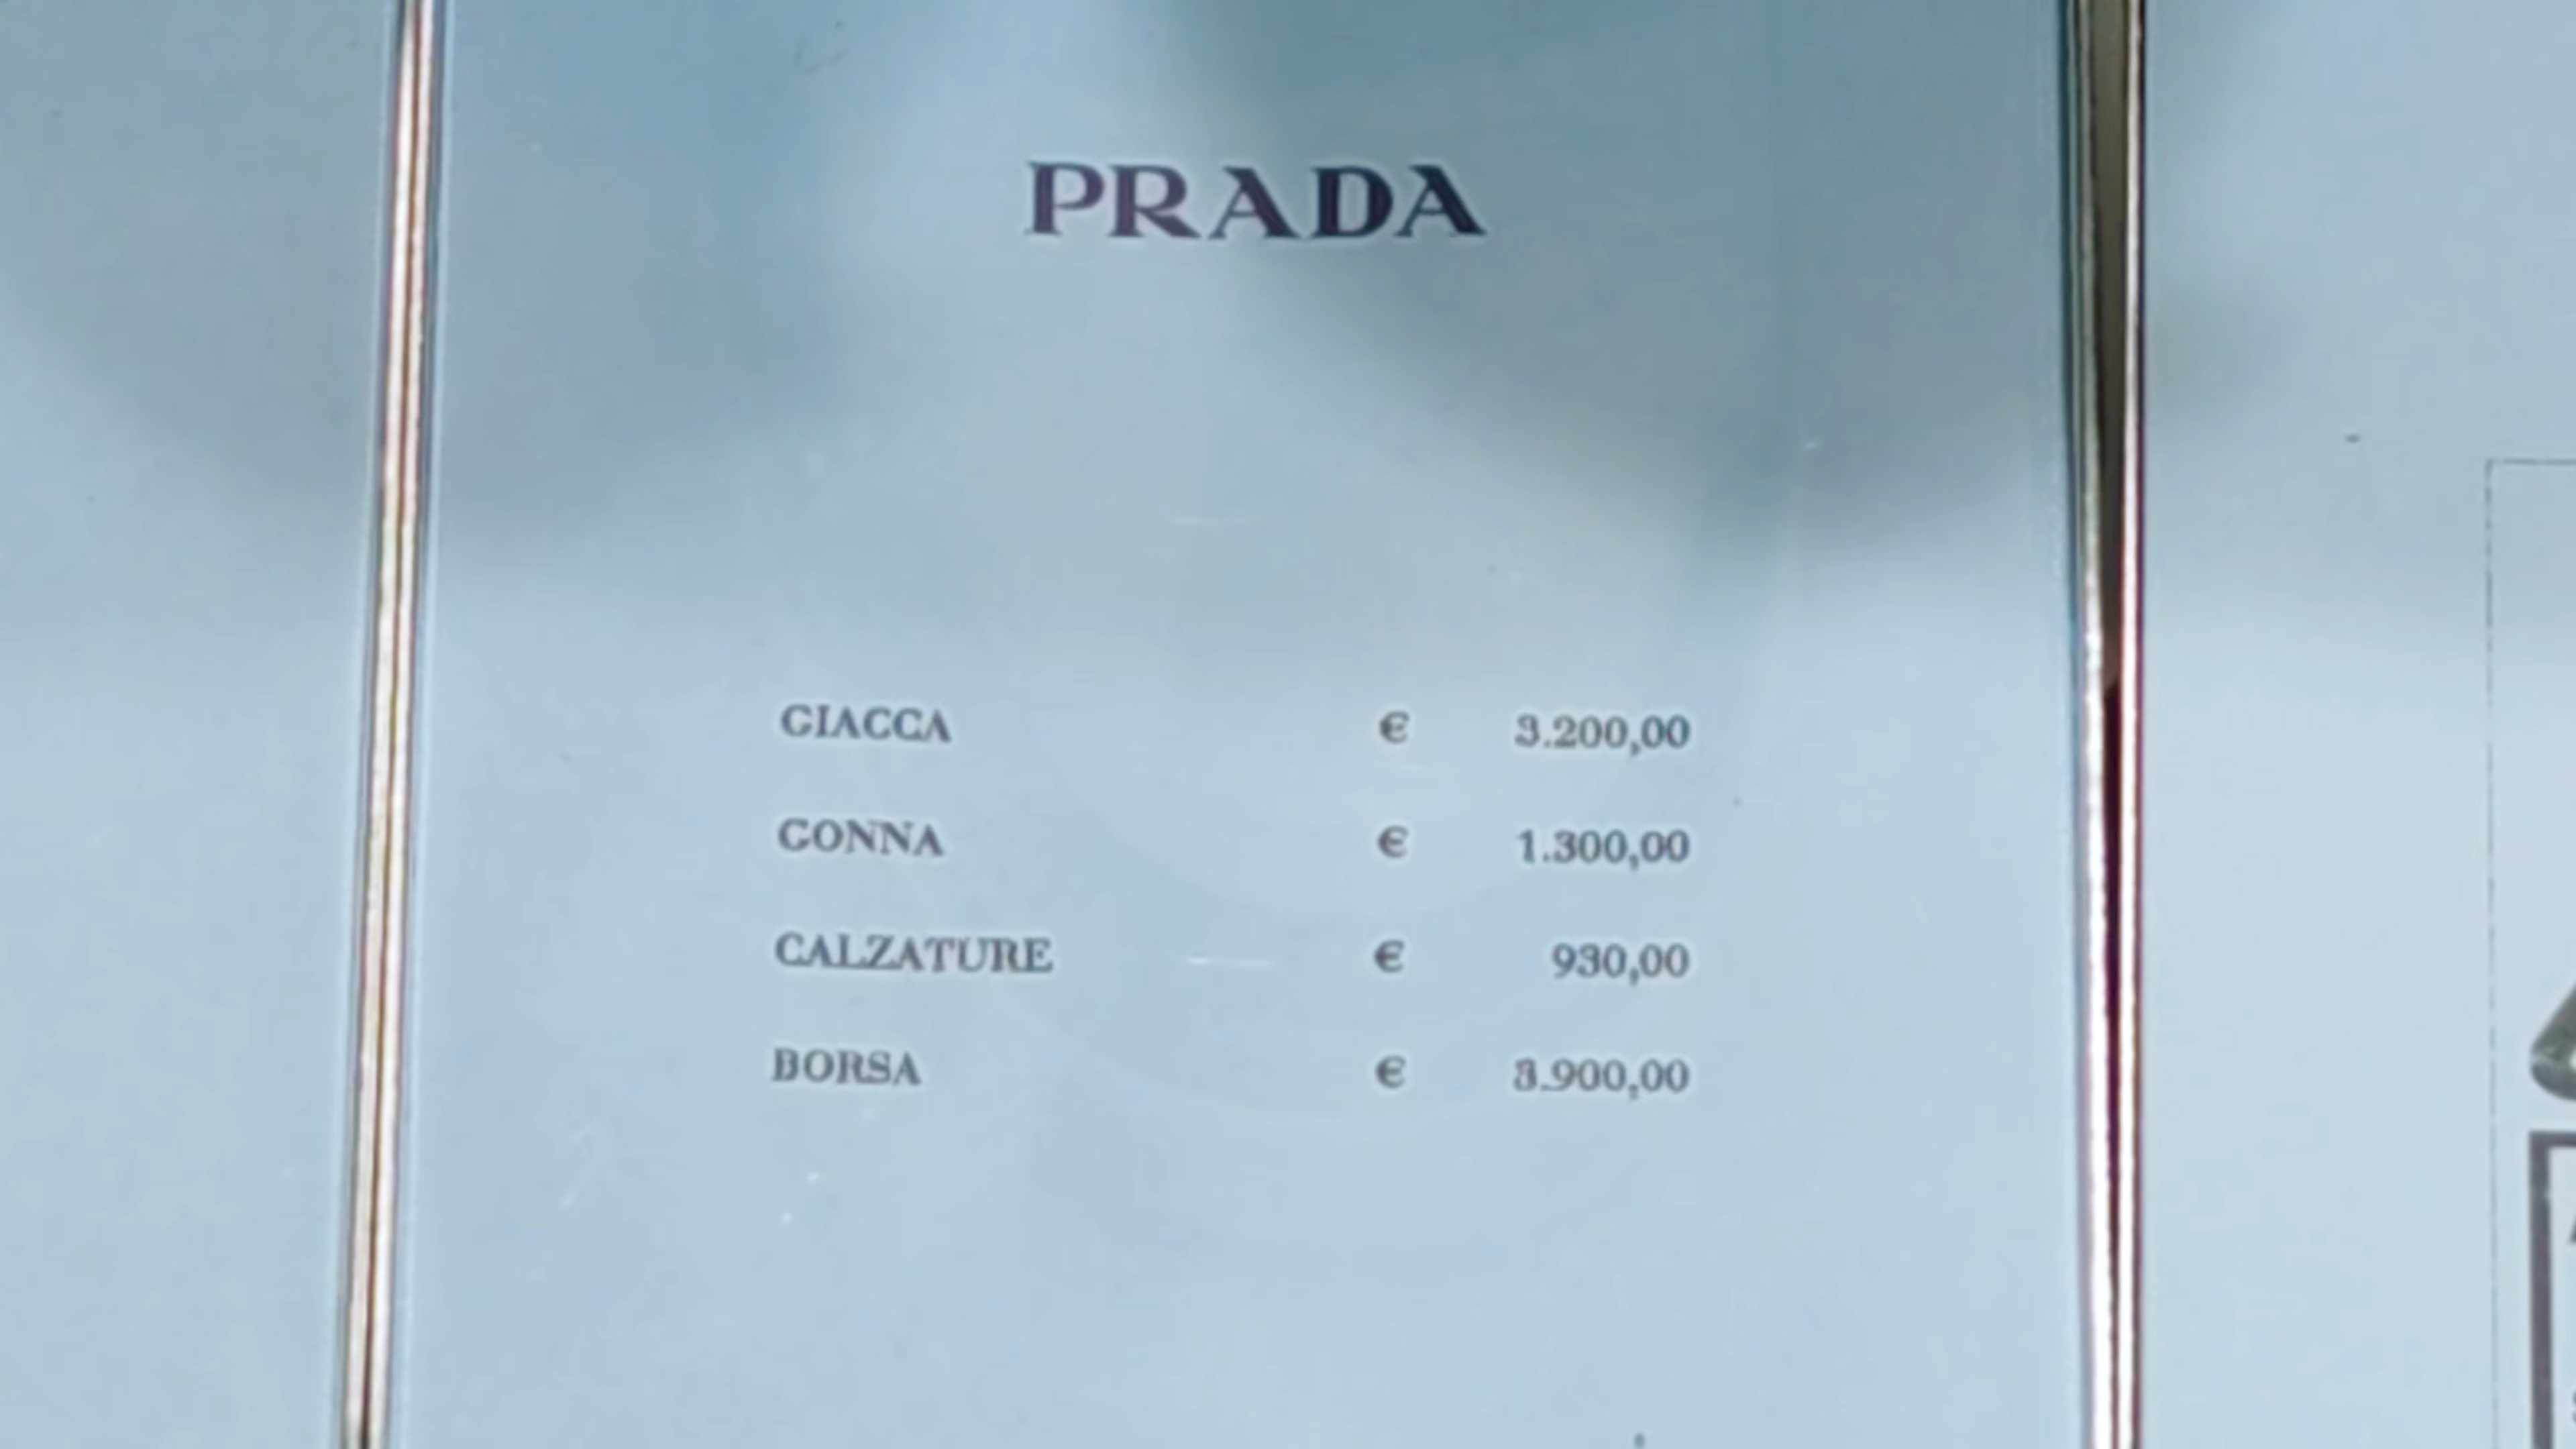 PRADA
GIACCA € 3.200,00
GONNA € 1.300,00
CALZATURE € 930,00
BORSA € 3.900,00